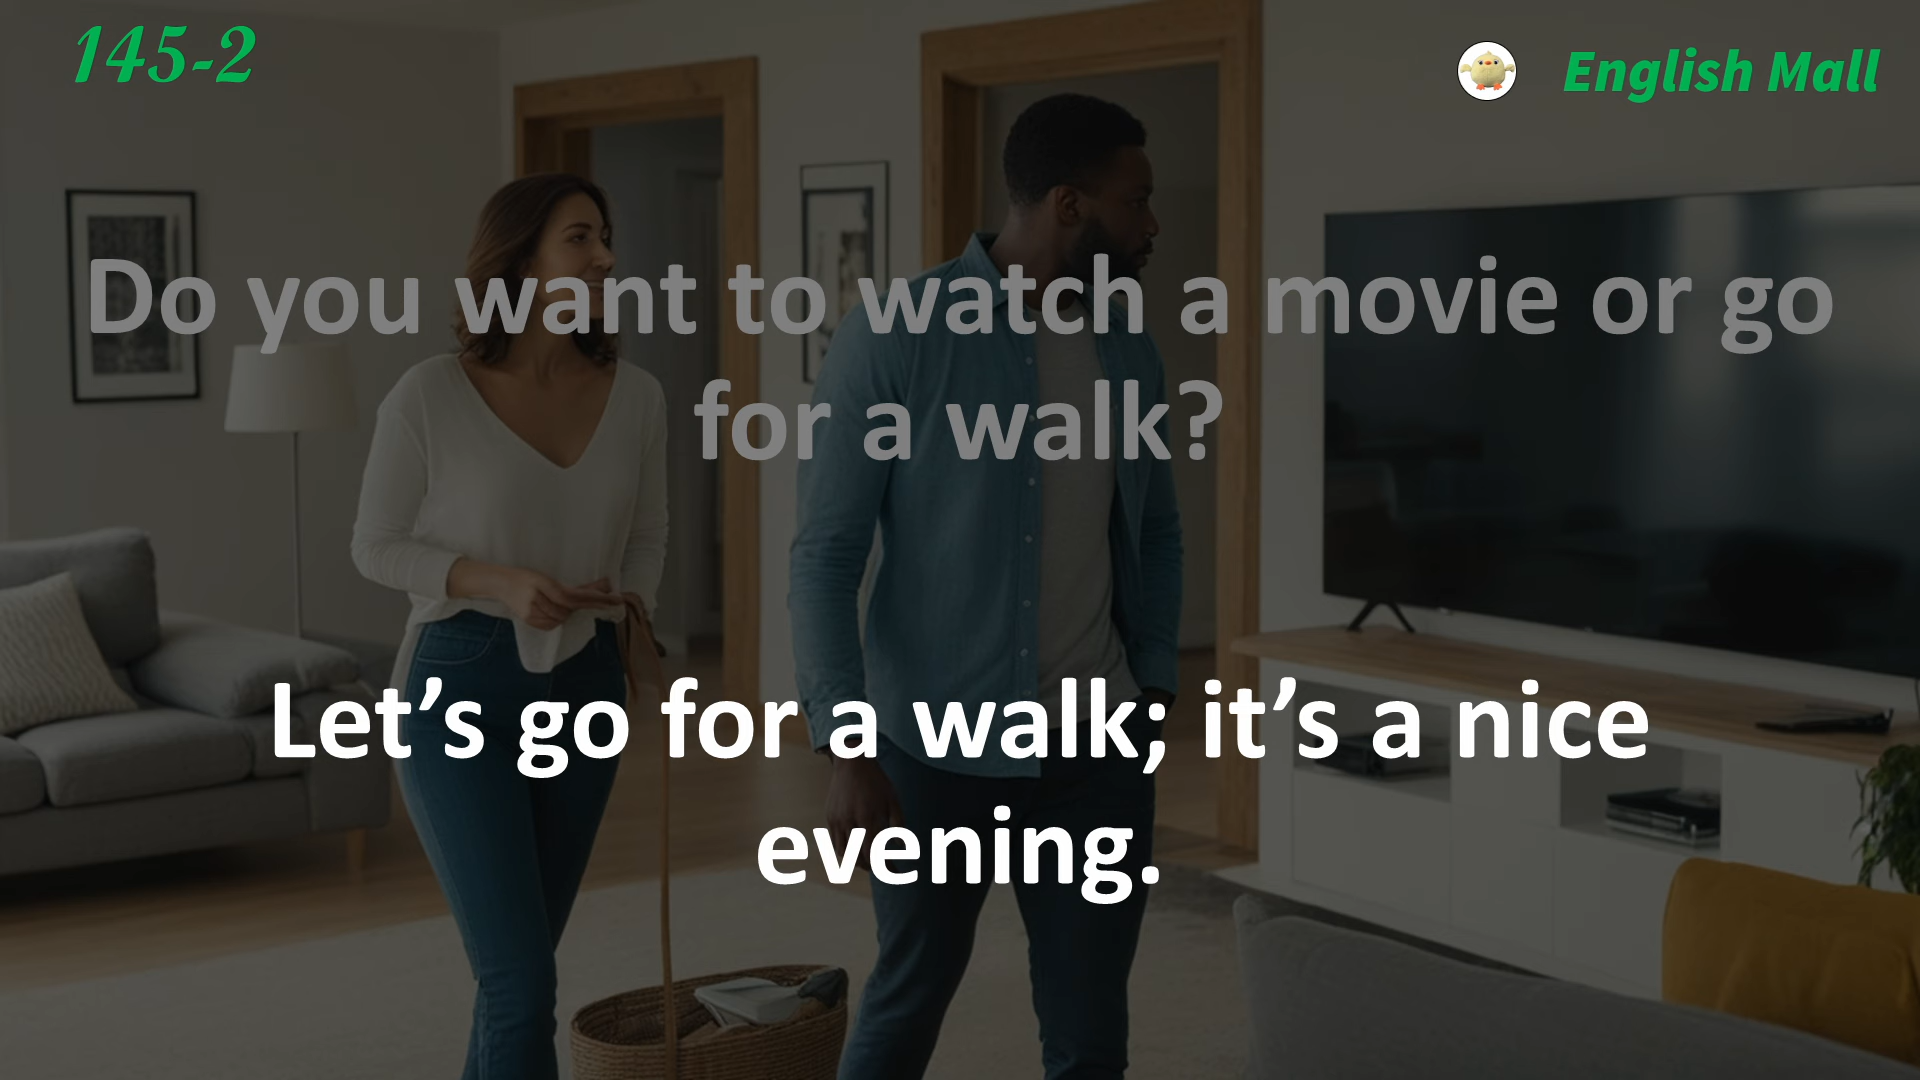 145-2
English Mall
Do you want to watch a movie or go
for a walk?
Let’s go for a walk; it’s a nice
evening.